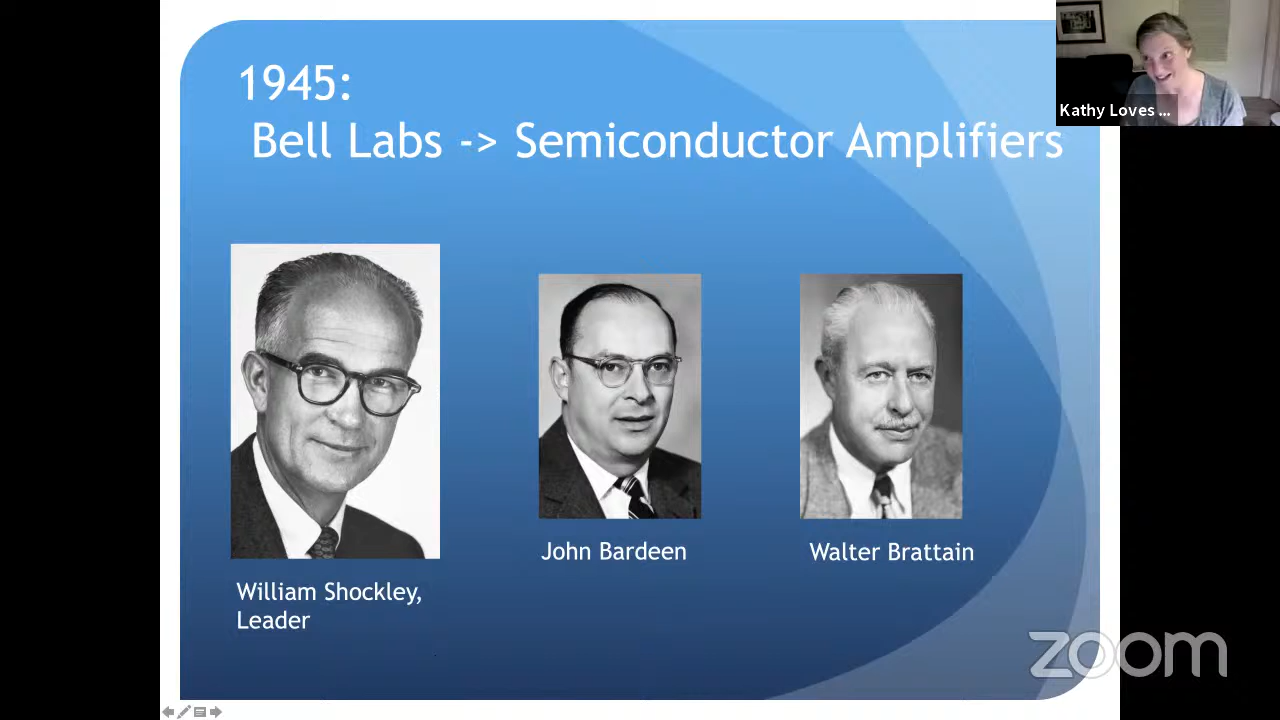 1945:
Bell Labs -> Semiconductor Amplifiers
Kathy Loves ...
John Bardeen
Walter Brattain
William Shockley,
Leader
zoom